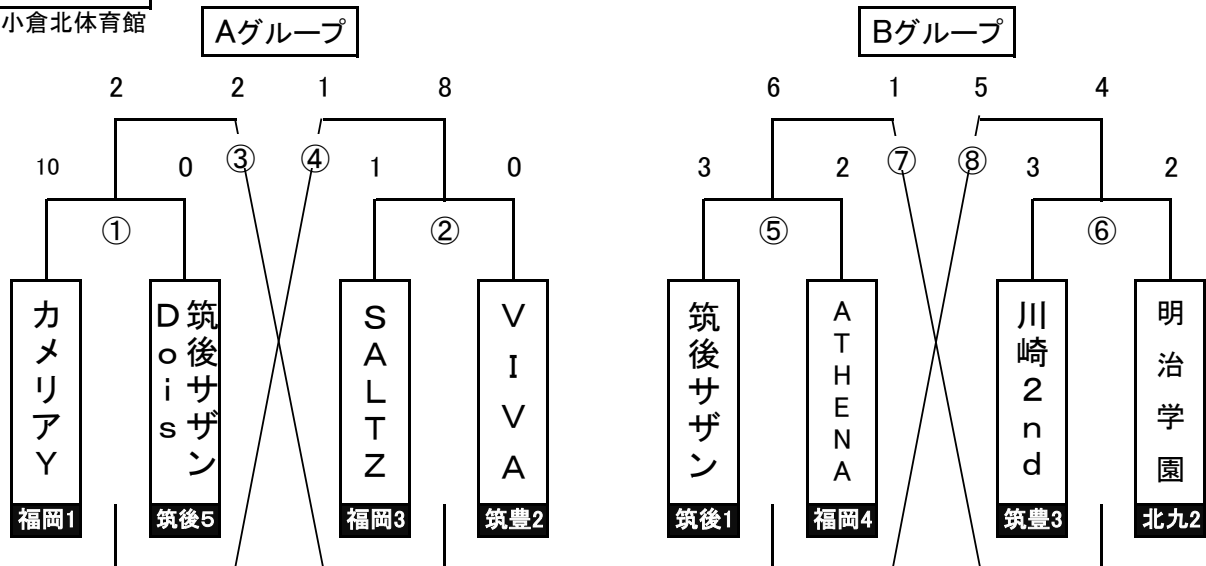 小倉北体育館
Aグループ
Bグループ
2 2 1 8
6 1 5 4
10 0 ③ ④ 1 0
3 2 ⑦ ⑧ 3 2
① ②
⑤ ⑥
カメリアY
筑後サザン
Dois
SALTZ
VIVA
筑後サザン
ATHENA
川崎2nd
明治学園
福岡1
筑後5
福岡3
筑豊2
筑後1
福岡4
筑豊3
北九2